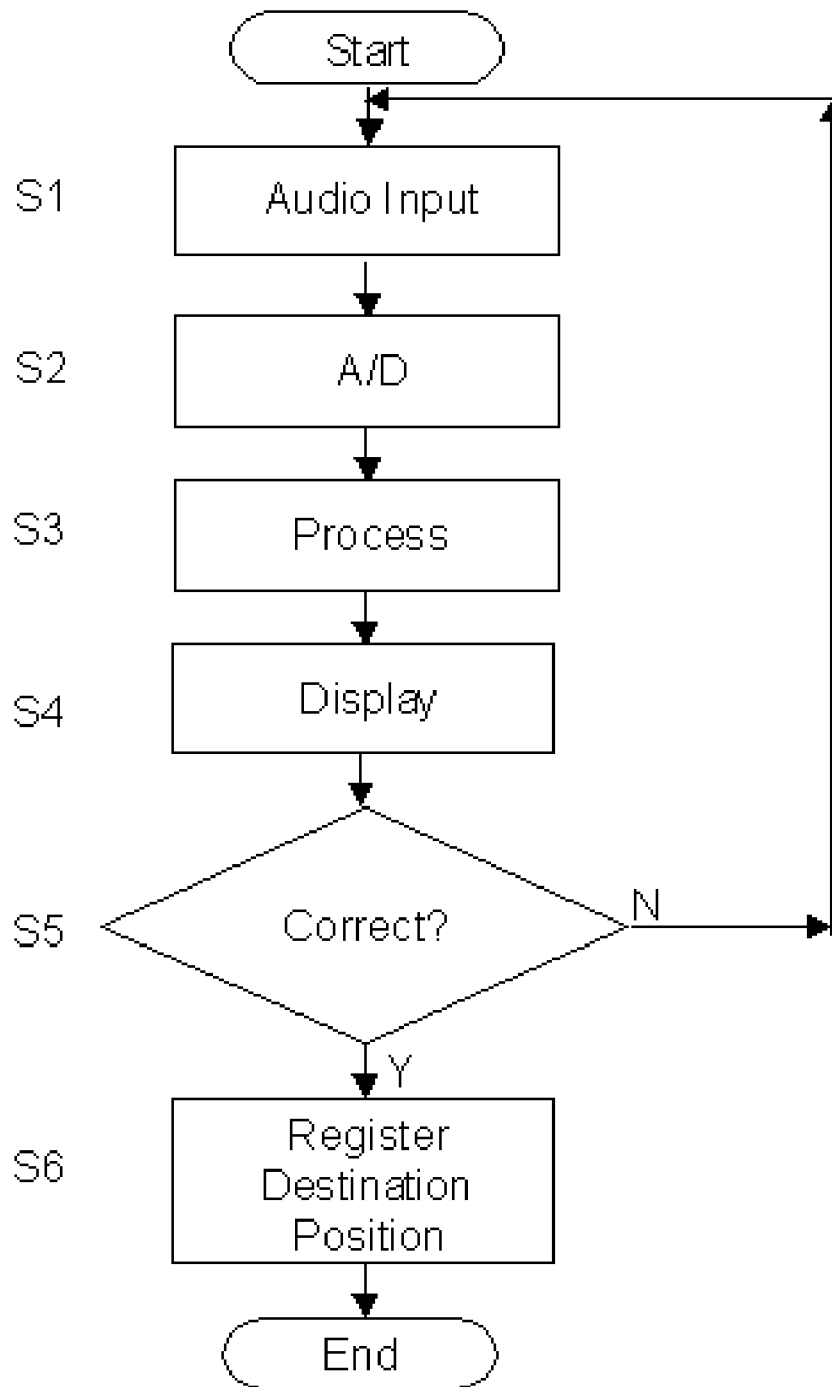 Start
S1
Audio Input
S2
A/D
S3
Process
S4
Display
S5
Correct?
N
Y
S6
Register
Destination
Position
End